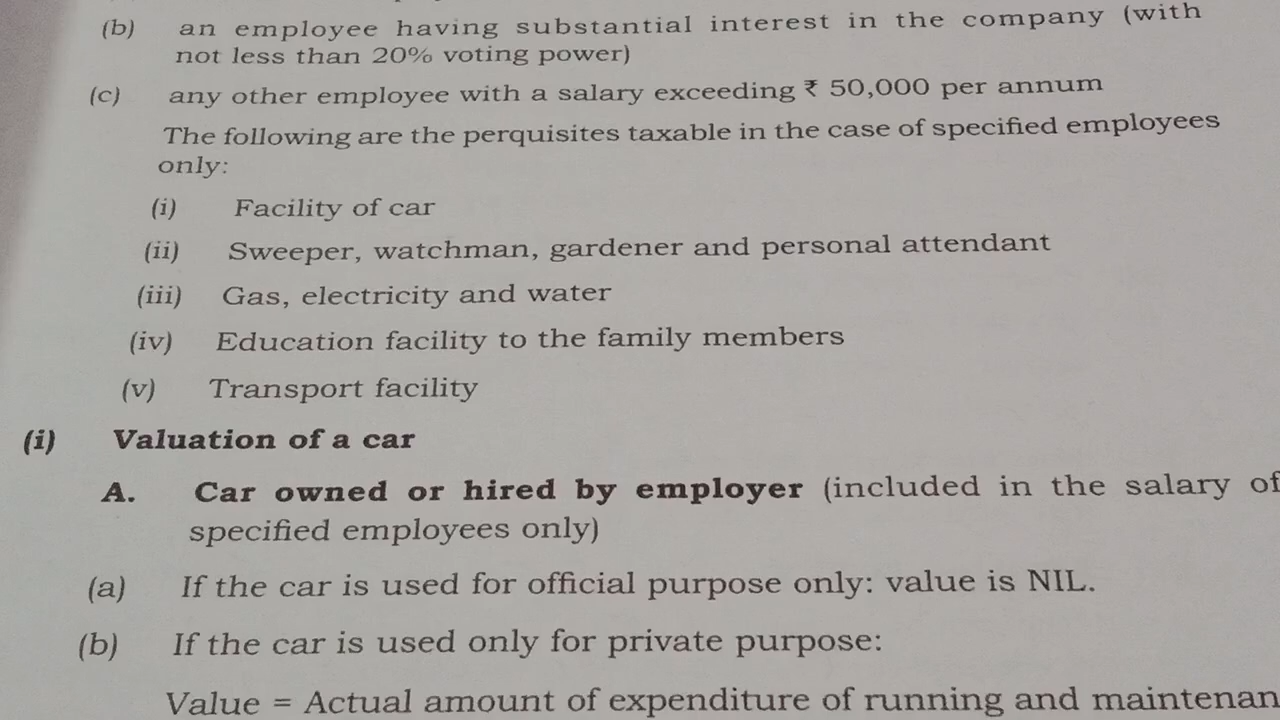 (b) an employee having substantial interest in the company (with
not less than 20% voting power)
(c) any other employee with a salary exceeding ₹ 50,000 per annum
The following are the perquisites taxable in the case of specified employees
only:
(i) Facility of car
(ii) Sweeper, watchman, gardener and personal attendant
(iii) Gas, electricity and water
(iv) Education facility to the family members
(v) Transport facility
(i) Valuation of a car
A. Car owned or hired by employer (included in the salary of
specified employees only)
(a) If the car is used for official purpose only: value is NIL.
(b) If the car is used only for private purpose:
Value = Actual amount of expenditure of running and maintenan